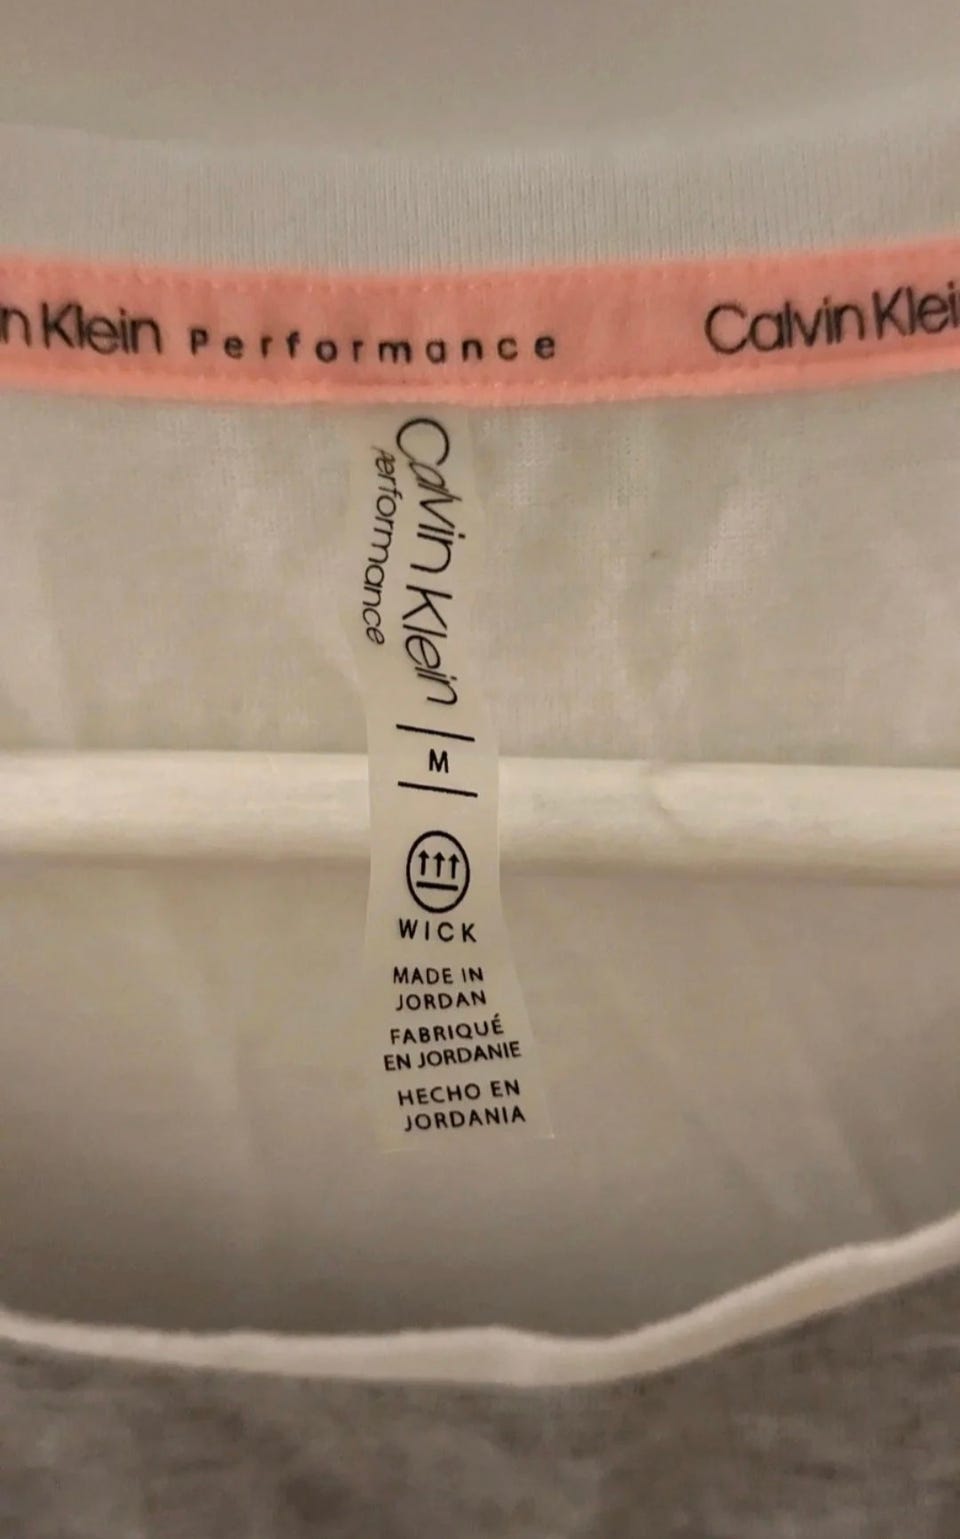 n Klein Performance Calvin Klei
Calvin Klein
Performance
M
WICK
MADE IN
JORDAN
FABRIQUÉ
EN JORDANIE
HECHO EN
JORDANIA